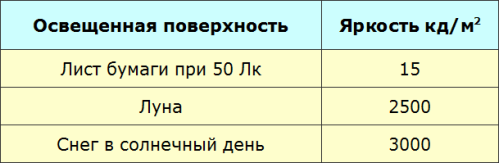 Освещенная поверхность Яркость кд/м²
Лист бумаги при 50 Лк 15
Луна 2500
Снег в солнечный день 3000